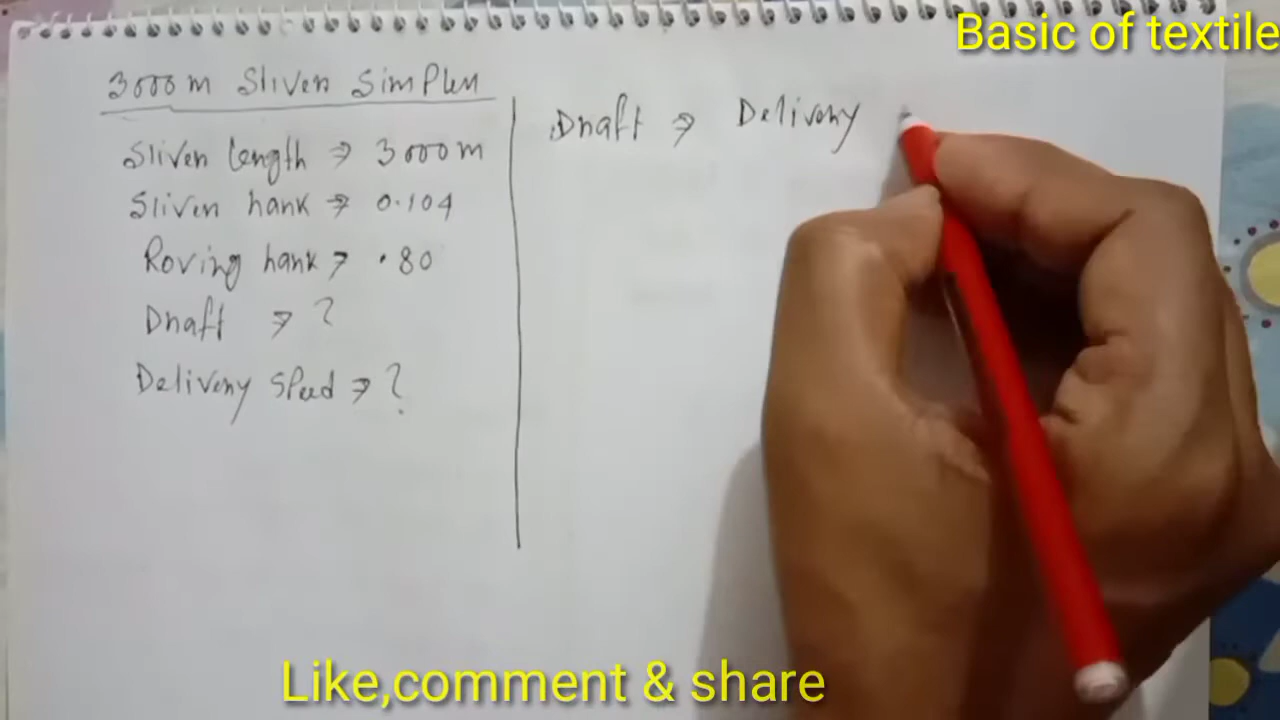 Basic of textile
3000m Sliver Simplex
Sliver length ⇒ 3000m
Sliver hank ⇒ 0.104
Roving hank ⇒ .80
Draft ⇒ ?
Delivery Speed ⇒ ?
Draft ⇒ Delivery
Like,comment & share